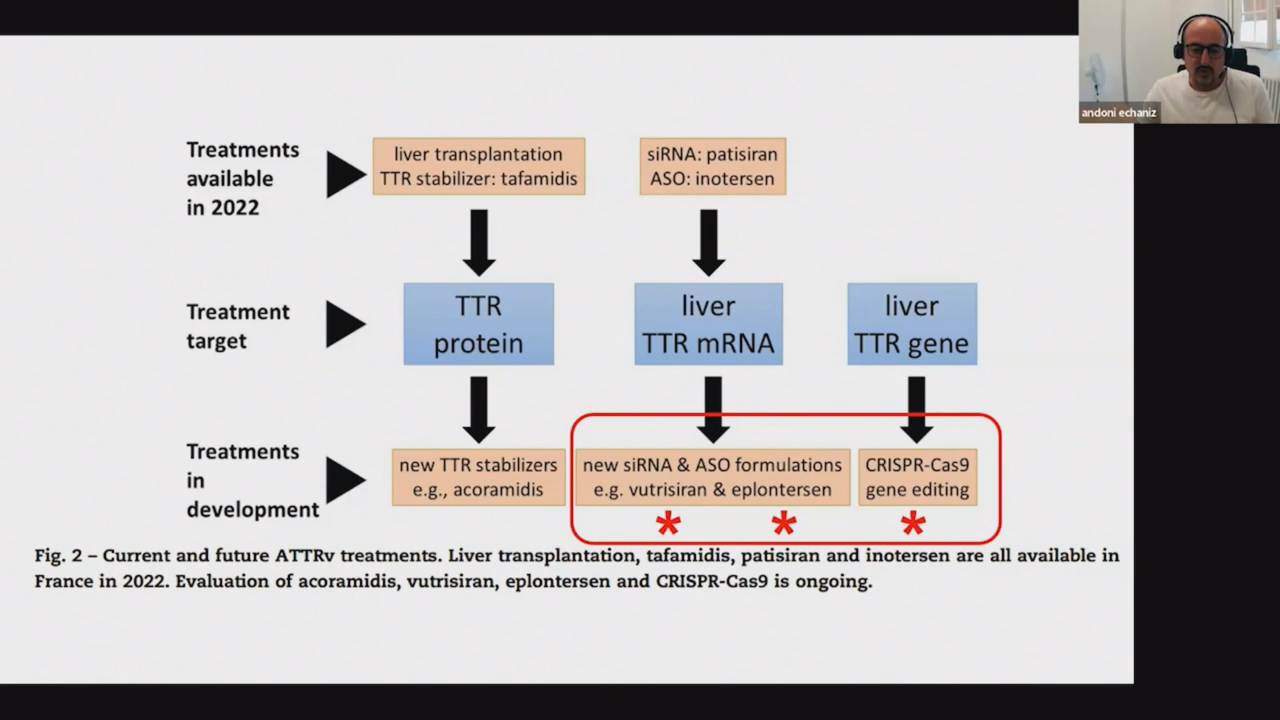 andoni echaniz
Treatments
available
in 2022
liver transplantation
TTR stabilizer: tafamidis
siRNA: patisiran
ASO: inotersen
Treatment
target
TTR
protein
liver
TTR mRNA
liver
TTR gene
Treatments
in
development
new TTR stabilizers
e.g., acoramidis
new siRNA & ASO formulations
e.g. vutrisiran & eplontersen
CRISPR-Cas9
gene editing
* * *
Fig. 2 – Current and future ATTRv treatments. Liver transplantation, tafamidis, patisiran and inotersen are all available in
France in 2022. Evaluation of acoramidis, vutrisiran, eplontersen and CRISPR-Cas9 is ongoing.